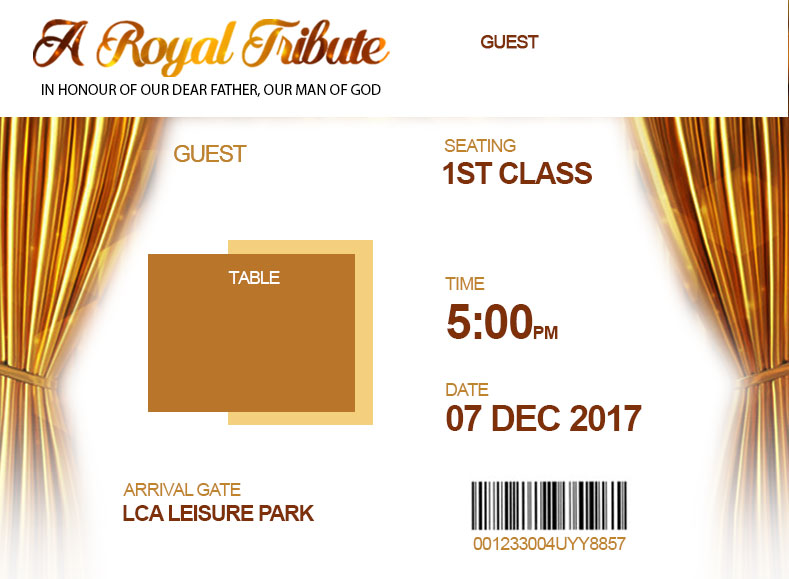 A Royal Tribute
GUEST
IN HONOUR OF OUR DEAR FATHER, OUR MAN OF GOD
GUEST
SEATING
1ST CLASS
TABLE
TIME
5:00PM
DATE
07 DEC 2017
ARRIVAL GATE
LCA LEISURE PARK
001233004UYY8857